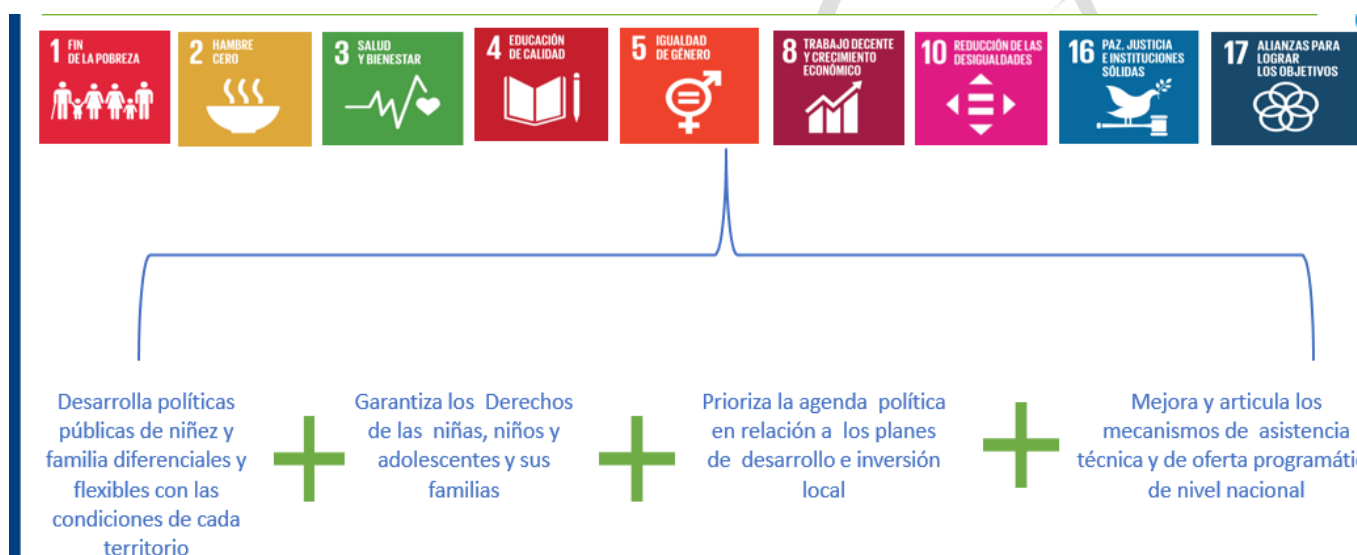 1 FIN
DE LA POBREZA
2 HAMBRE
CERO
3 SALUD
Y BIENESTAR
4 EDUCACIÓN
DE CALIDAD
5 IGUALDAD
DE GÉNERO
8 TRABAJO DECENTE
Y CRECIMIENTO
ECONÓMICO
10 REDUCCIÓN DE LAS
DESIGUALDADES
16 PAZ, JUSTICIA
E INSTITUCIONES
SÓLIDAS
17 ALIANZAS PARA
LOGRAR
LOS OBJETIVOS
Desarrolla políticas
públicas de niñez y
familia diferenciales y
flexibles con las
condiciones de cada
territorio
Garantiza los Derechos
de las niñas, niños y
adolescentes y sus
familias
Prioriza la agenda política
en relación a los planes
de desarrollo e inversión
local
Mejora y articula los
mecanismos de asistencia
técnica y de oferta programáti
de nivel nacional